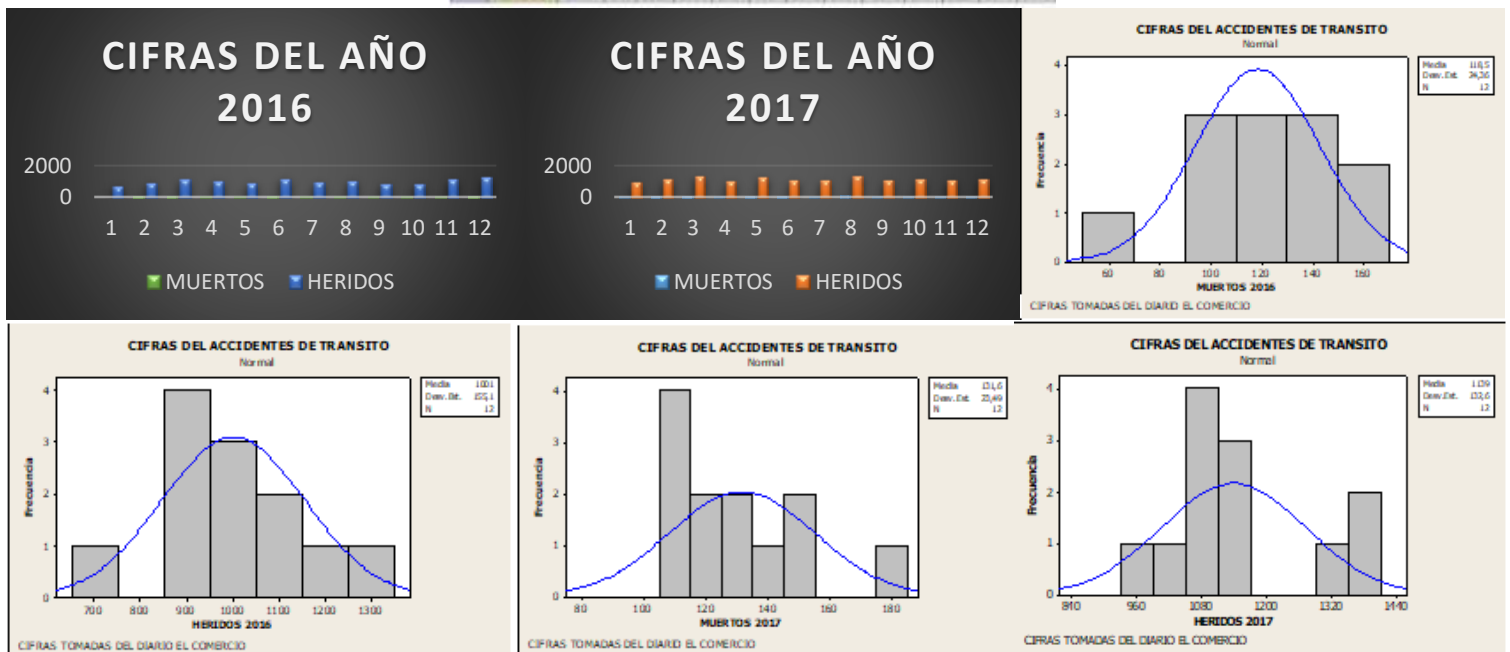 CIFRAS DEL AÑO
2016
2000
0
1 2 3 4 5 6 7 8 9 10 11 12
MUERTOS HERIDOS
CIFRAS DEL AÑO
2017
2000
0
1 2 3 4 5 6 7 8 9 10 11 12
MUERTOS HERIDOS
CIFRAS DEL ACCIDENTES DE TRANSITO
Normal
Media 118,5
Desv.Est. 24,36
N 12
Frecuencia
4
3
2
1
0
60 80 100 120 140 160
MUERTOS 2016
CIFRAS TOMADAS DEL DIARIO EL COMERCIO
CIFRAS DEL ACCIDENTES DE TRANSITO
Normal
Media 1001
Desv.Est. 155,1
N 12
Frecuencia
4
3
2
1
0
700 800 900 1000 1100 1200 1300
HERIDOS 2016
CIFRAS TOMADAS DEL DIARIO EL COMERCIO
CIFRAS DEL ACCIDENTES DE TRANSITO
Normal
Media 131,6
Desv.Est. 23,49
N 12
Frecuencia
4
3
2
1
0
80 100 120 140 160 180
MUERTOS 2017
CIFRAS TOMADAS DEL DIARIO EL COMERCIO
CIFRAS DEL ACCIDENTES DE TRANSITO
Normal
Media 1139
Desv.Est. 132,6
N 12
Frecuencia
4
3
2
1
0
840 960 1080 1200 1320 1440
HERIDOS 2017
CIFRAS TOMADAS DEL DIARIO EL COMERCIO